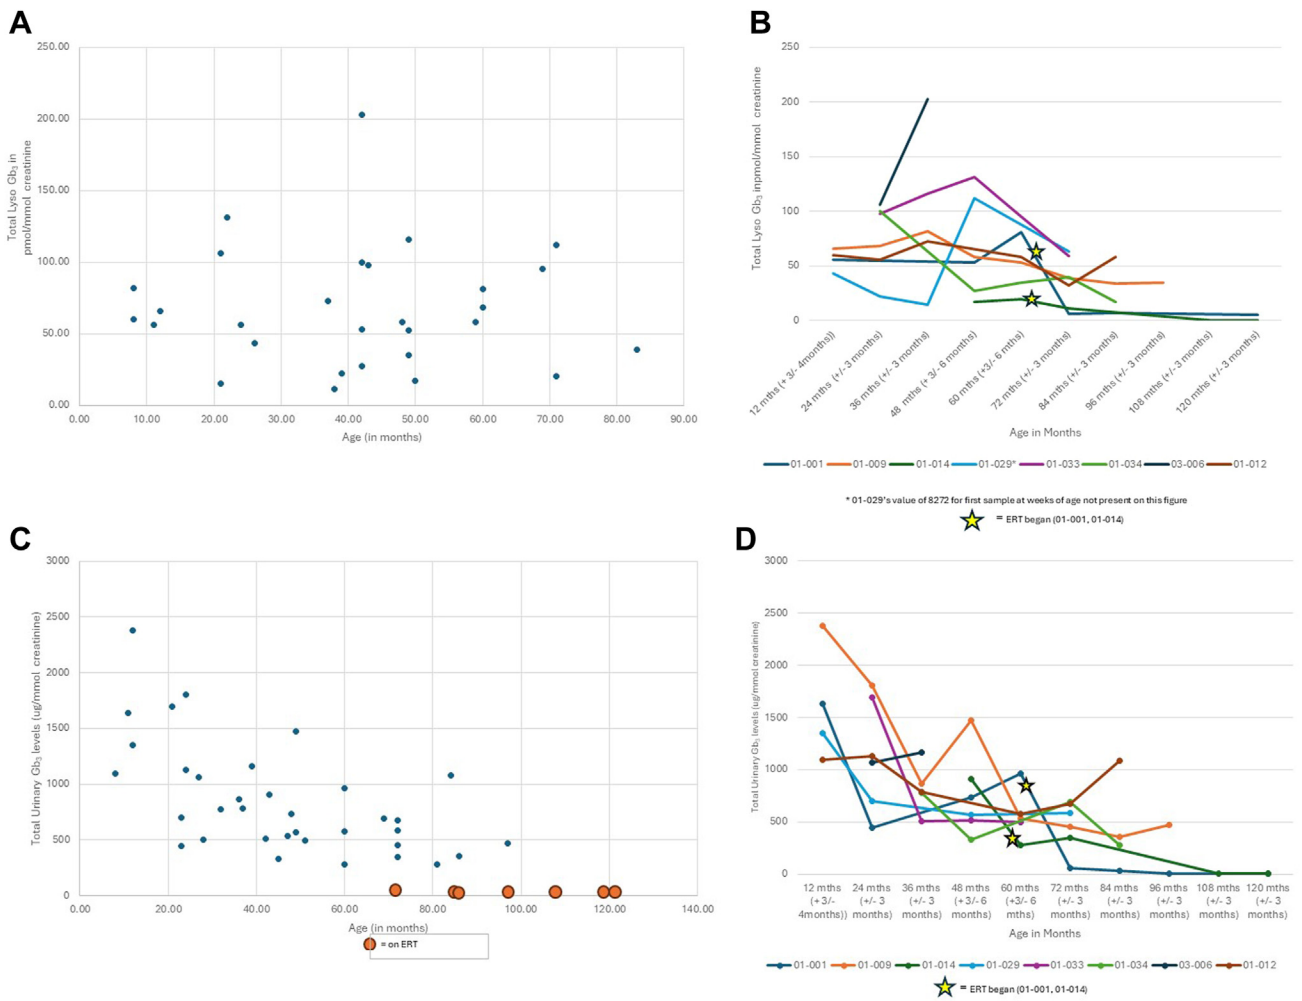 A
250.00
200.00
150.00
100.00
50.00
0.00
Total Lyso Gb3 in
pmol/mmol creatinine
0.00 10.00 20.00 30.00 40.00 50.00 60.00 70.00 80.00 90.00
Age (in months)
B
250
200
150
100
50
0
Total Lyso Gb3 inpmol/mmol creatinine
12 mths (+ 3/- 4months))
24 mths (+/- 3 months)
36 mths (+/- 3 months)
48 mths (+3/- 6 months)
60 mths (+3/- 6 mths)
72 mths (+/- 3 months)
84 mths (+/- 3 months)
96 mths (+/- 3 months)
108 mths (+/- 3 months)
120 mths (+/- 3 months)
Age in Months
01-001 01-009 01-014 01-029* 01-033 01-034 03-006 01-012
* 01-029's value of 8272 for first sample at weeks of age not present on this figure
= ERT began (01-001, 01-014)
C
3000
2500
2000
1500
1000
500
0
Total Urinary Gb3 levels (ug/mmol creatinine)
0.00 20.00 40.00 60.00 80.00 100.00 120.00 140.00
Age (in months)
= on ERT
D
3000
2500
2000
1500
1000
500
0
Total Urinary Gb3 levels (ug/mmol creatinine)
12 mths 24 mths 36 mths 48 mths 60 mths 72 mths 84 mths 96 mths 108 mths 120 mths
(+3/- (+/- 3 (+/- 3 (+3/- 6 (+3/- 6 (+/- 3 (+/- 3 (+/- 3 (+/- 3 (+/- 3
4months)) months) months) months) mths) months) months) months) months) months)
Age in Months
01-001 01-009 01-014 01-029 01-033 01-034 03-006 01-012
= ERT began (01-001, 01-014)